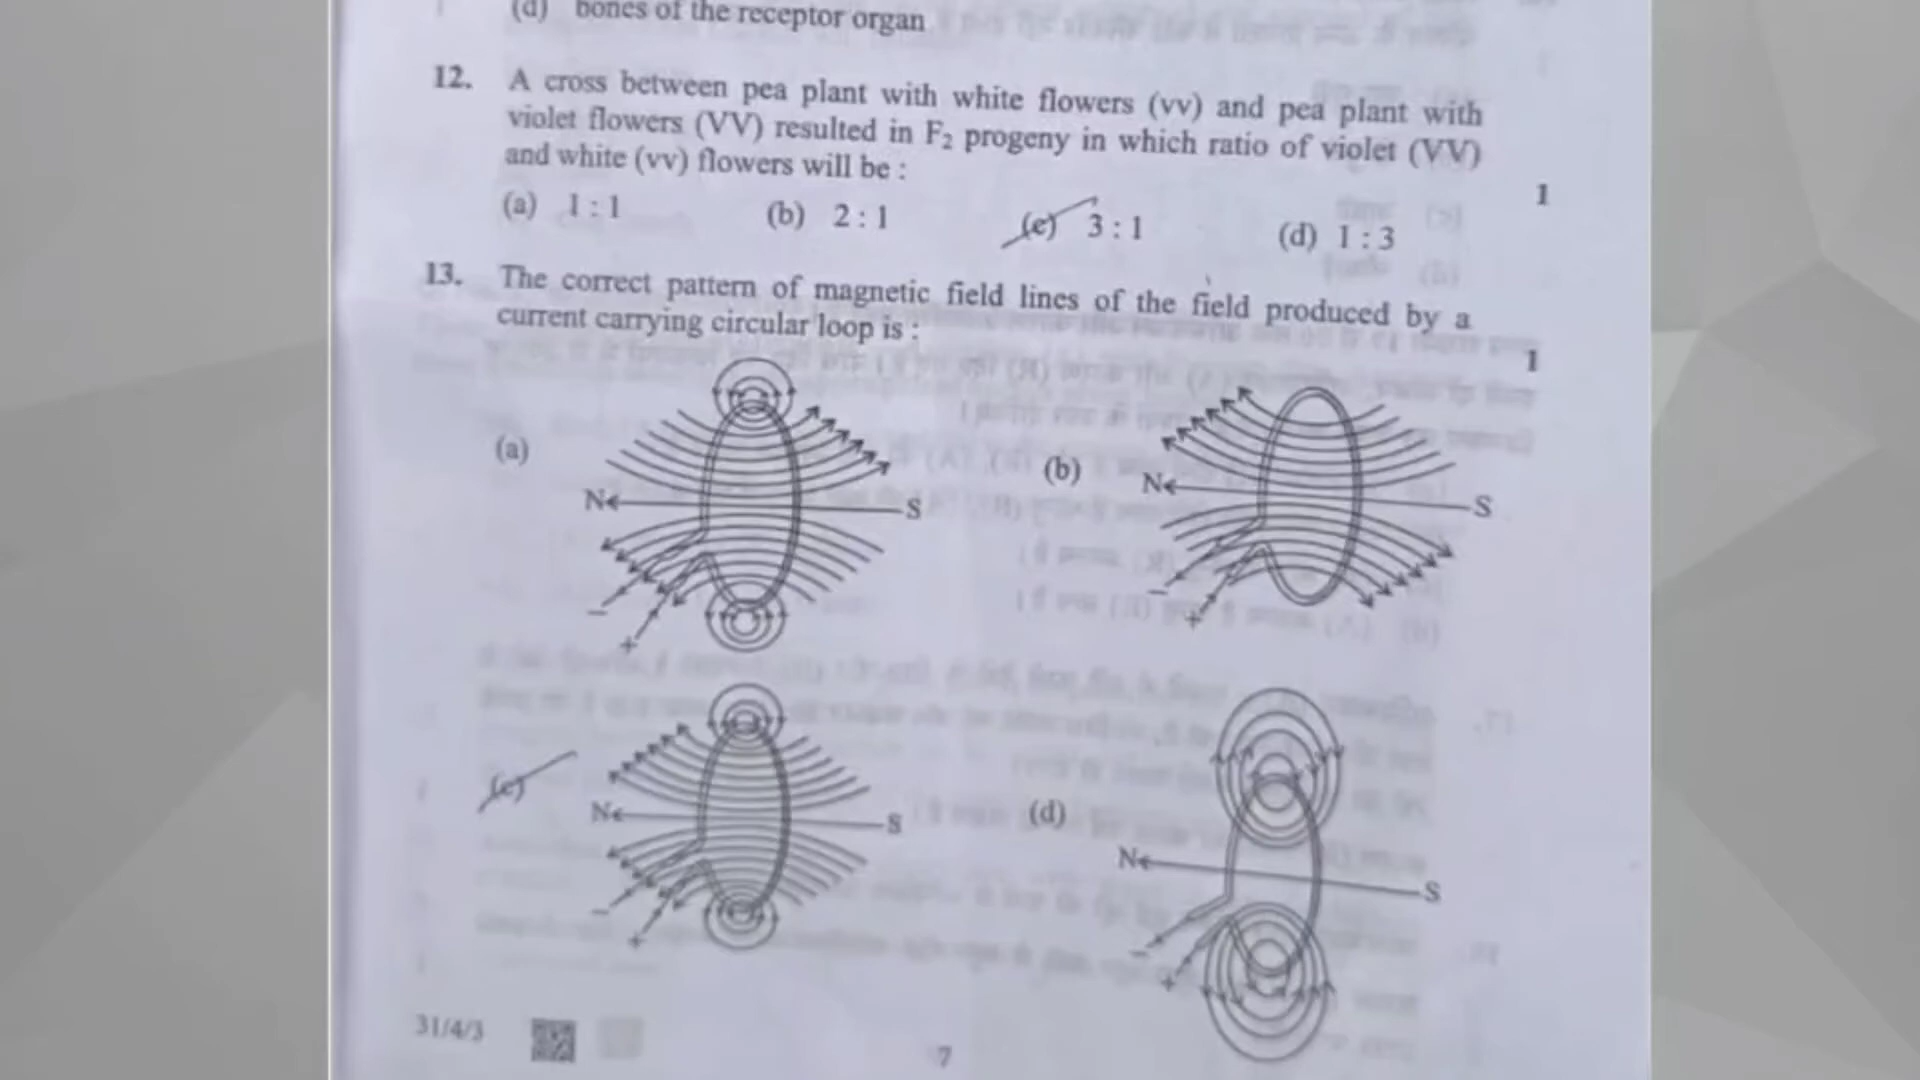 (d) bones of the receptor organ
12. A cross between pea plant with white flowers (vv) and pea plant with
violet flowers (VV) resulted in F₂ progeny in which ratio of violet (VV)
and white (vv) flowers will be :
1
(a) 1 : 1 (b) 2 : 1 (c) 3 : 1 (d) 1 : 3
13. The correct pattern of magnetic field lines of the field produced by a
current carrying circular loop is :
1
(a)
N
S
−
+
(b)
N
S
−
+
(c)
N
S
−
+
(d)
N
S
−
+
31/4/3
7